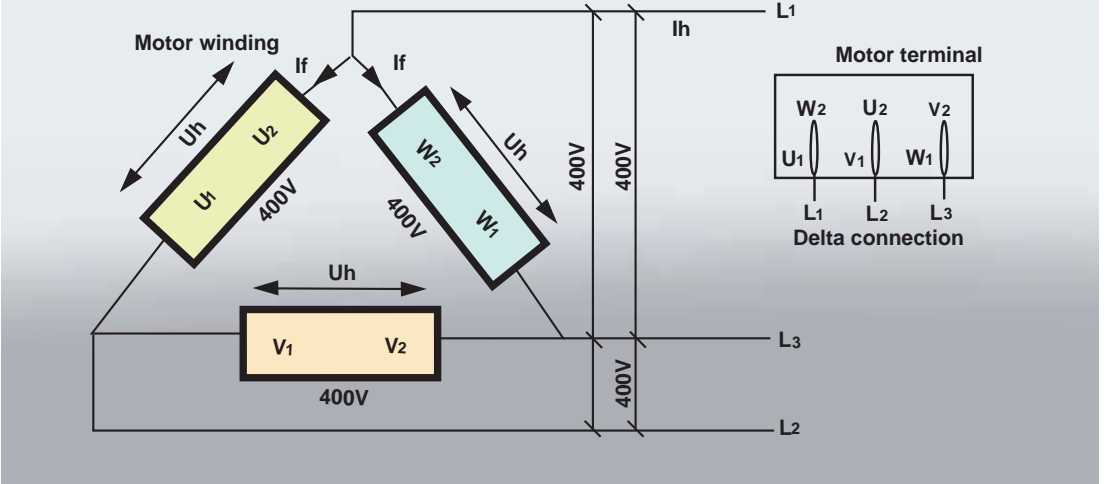 L1
Ih
Motor winding
If
If
Uh
U2
U1
400V
W2
W1
Uh
400V
400V
400V
Uh
V1
V2
400V
L3
400V
L2
Motor terminal
W2 U2 V2
U1 V1 W1
L1 L2 L3
Delta connection